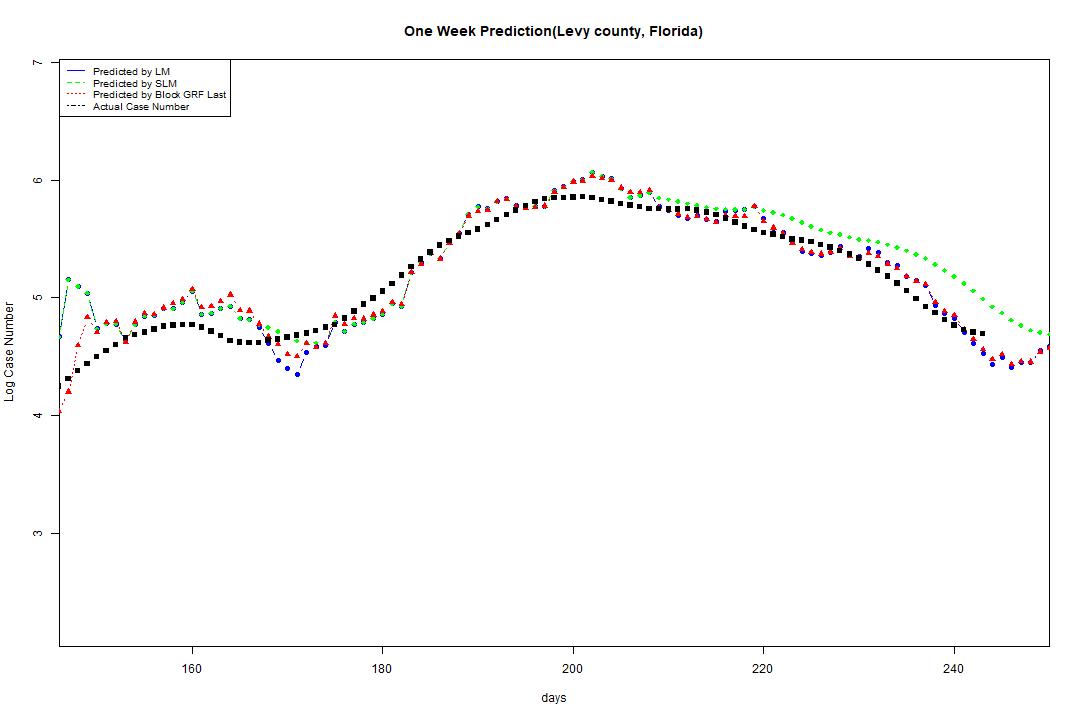 One Week Prediction(Levy county, Florida)
Predicted by LM
Predicted by SLM
Predicted by Block GRF Last
Actual Case Number
7
6
5
4
3
Log Case Number
160 180 200 220 240
days